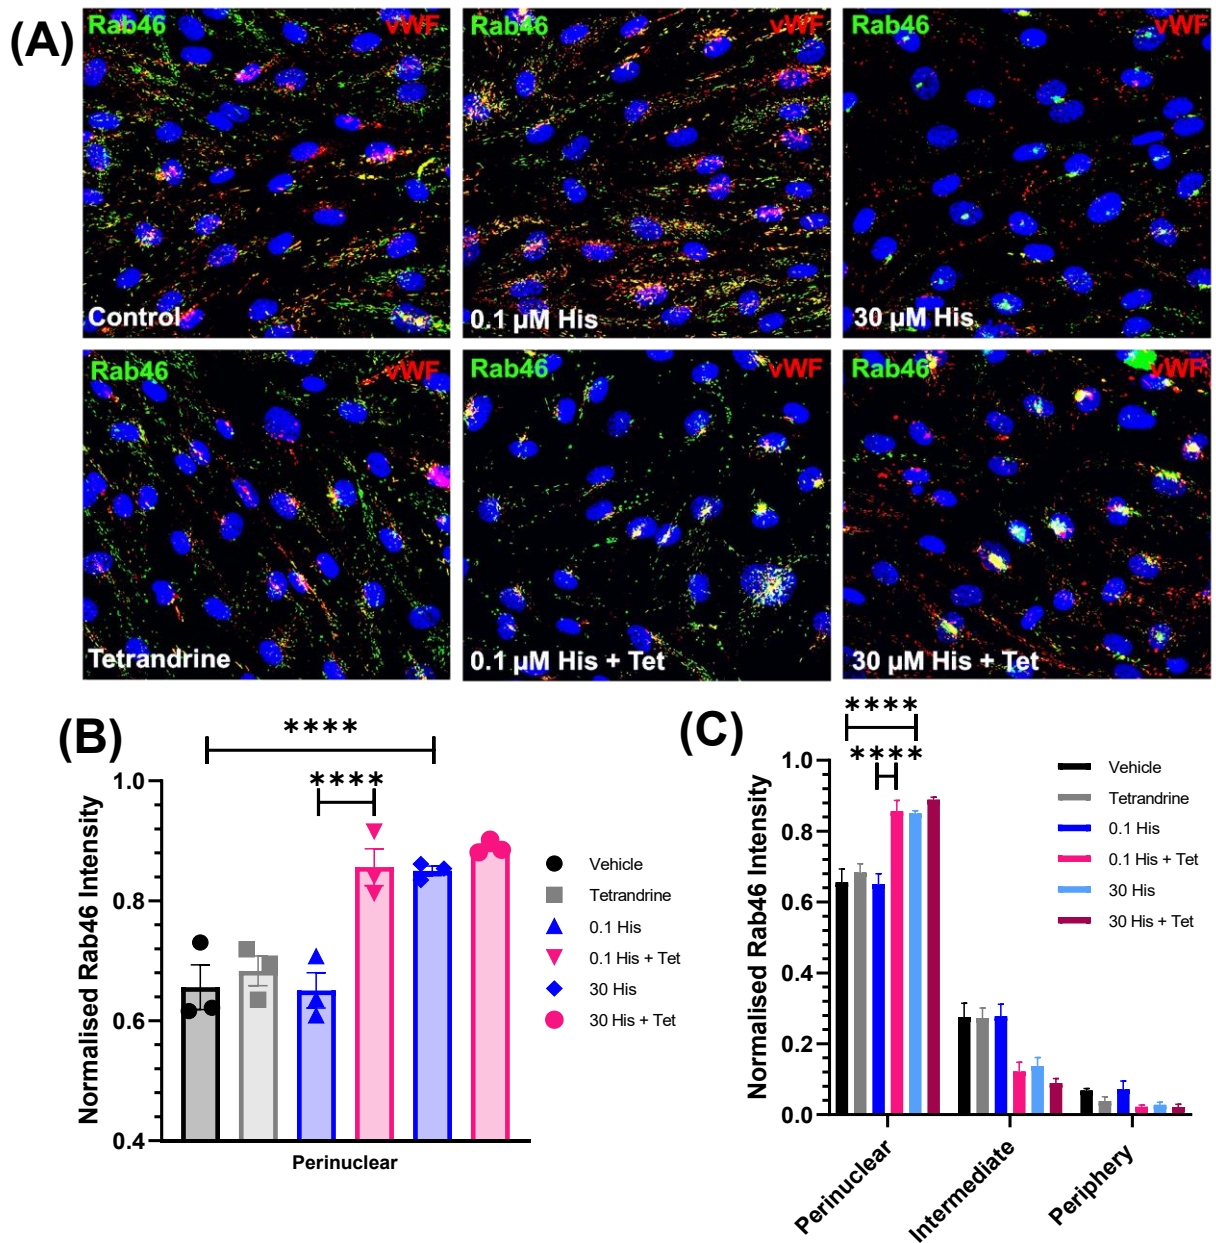 (A)
Rab46 vWF
Control
Rab46 vWF
0.1 µM His
Rab46 vWF
30 µM His
Rab46 vWF
Tetrandrine
Rab46 vWF
0.1 µM His + Tet
Rab46 vWF
30 µM His + Tet
(B)
****
****
Normalised Rab46 Intensity
1.0
0.8
0.6
0.4
Perinuclear
Vehicle
Tetrandrine
0.1 His
0.1 His + Tet
30 His
30 His + Tet
(C)
****
****
Normalised Rab46 Intensity
1.0
0.8
0.6
0.4
0.2
0.0
Perinuclear
Intermediate
Periphery
Vehicle
Tetrandrine
0.1 His
0.1 His + Tet
30 His
30 His + Tet